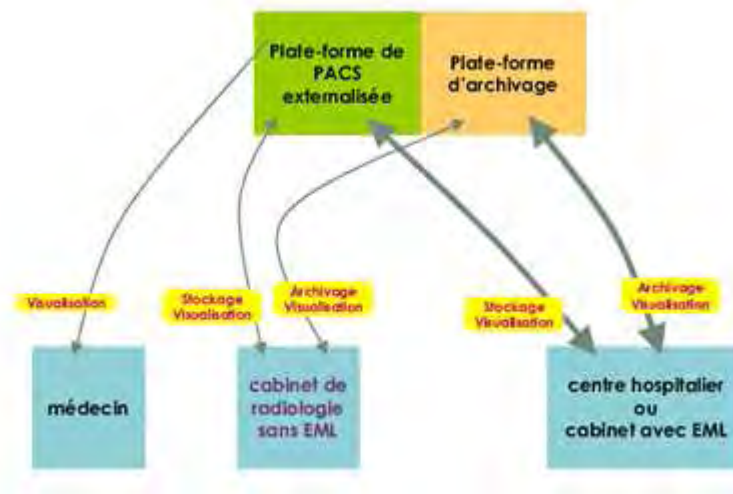 Plate-forme de
PACS
externalisée
Plate-forme
d'archivage
Visualisation
Stockage
Visualisation
Archivage
Visualisation
Stockage
Visualisation
Archivage
Visualisation
médecin
cabinet de
radiologie
sans EML
centre hospitalier
ou
cabinet avec EML